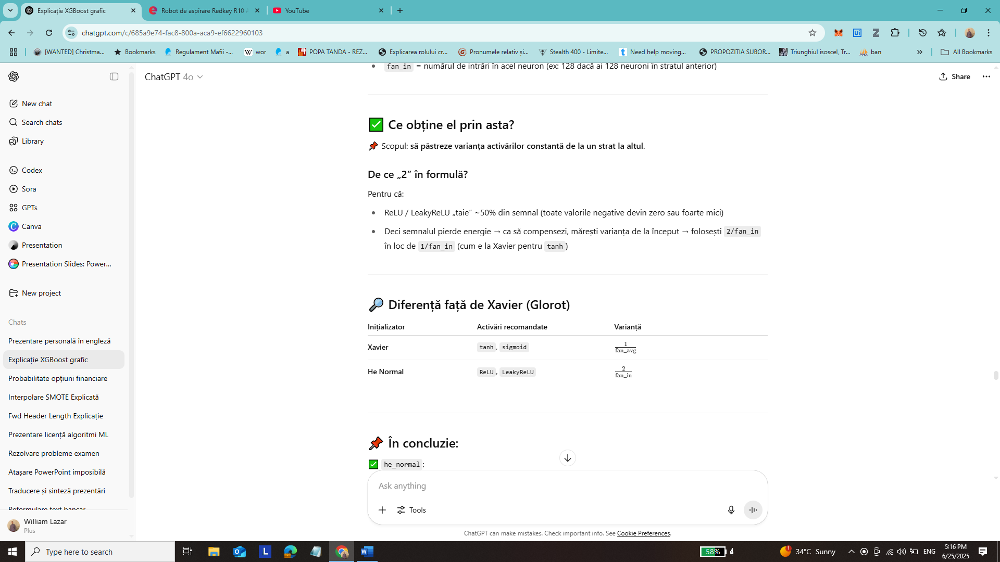 Explicație XGBoost grafic
Robot de aspirare Redkey R10
YouTube
chatgpt.com/c/685a9e74-fac8-800a-aca9-ef6622960103
[WANTED] Christma...
Bookmarks
Regulament Mafii -...
wor
a
POPA TANDA - REZ...
Explicarea rolului cr...
Pronumele relativ și...
Stealth 400 - Limite...
Need help moving...
PROPOZITIA SUBOR...
Triunghiul isoscel, Tr...
ban
All Bookmarks
ChatGPT 4o
Share
New chat
Search chats
Library
Codex
Sora
GPTs
Canva
Presentation
Presentation Slides: Power...
New project
Chats
Prezentare personală în engleză
Explicație XGBoost grafic
Probabilitate opțiuni financiare
Interpolare SMOTE Explicată
Fwd Header Length Explicație
Prezentare licență algoritmi ML
Rezolvare probleme examen
Atașare PowerPoint imposibilă
Traducere și sinteză prezentări
Reformulare text bancar
William Lazar
Plus
fan_in = numărul de intrări în acel neuron (ex: 128 dacă ai 128 neuroni în stratul anterior)
Ce obține el prin asta?
Scopul: să păstreze varianța activărilor constantă de la un strat la altul.
De ce „2” în formulă?
Pentru că:
ReLU / LeakyReLU „taie” ~50% din semnal (toate valorile negative devin zero sau foarte mici)
Deci semnalul pierde energie → ca să compensezi, mărești varianța de la început → folosești 2/fan_in
în loc de 1/fan_in (cum e la Xavier pentru tanh)
Diferență față de Xavier (Glorot)
Inițializator Activări recomandate Varianță
Xavier tanh, sigmoid 1/fan_avg
He Normal ReLU, LeakyReLU 2/fan_in
În concluzie:
he_normal:
Ask anything
Tools
ChatGPT can make mistakes. Check important info. See Cookie Preferences.
Type here to search
58%
1
34°C Sunny
ENG
5:16 PM
6/25/2025